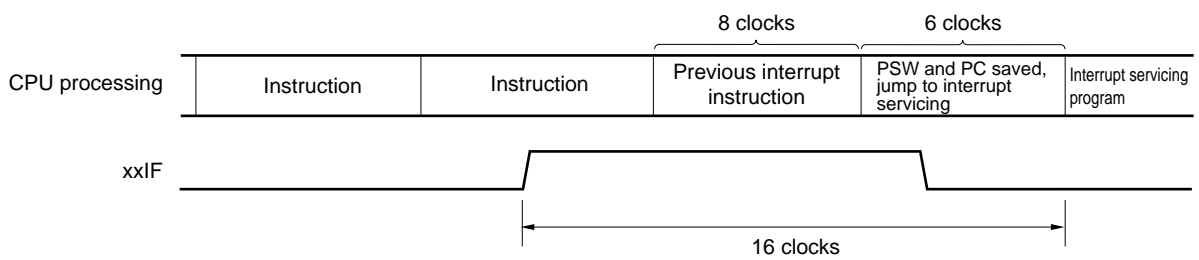 8 clocks
6 clocks
CPU processing
Instruction
Instruction
Previous interrupt
instruction
PSW and PC saved,
jump to interrupt
servicing
Interrupt servicing
program
xxIF
16 clocks